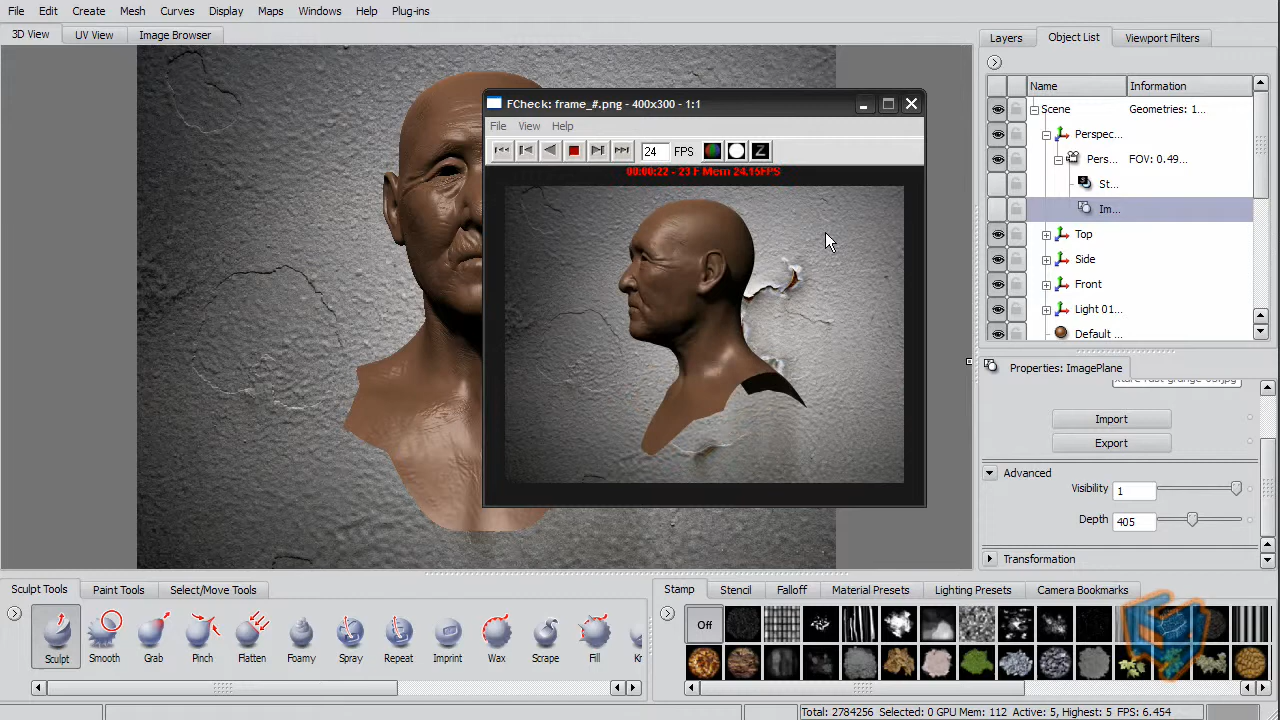 File Edit Create Mesh Curves Display Maps Windows Help Plug-ins
3D View UV View Image Browser
Layers Object List Viewport Filters
Name Information
Scene Geometries: 1...
Perspec...
Pers... FOV: 0.49...
St...
Im...
Top
Side
Front
Light 01...
Default ...
FCheck: frame_#.png - 400x300 - 1:1
File View Help
24 FPS Z
00:00:22 - 23 F Mem 24.15FPS
Properties: ImagePlane
Import
Export
Advanced
Visibility 1
Depth 405
Transformation
Sculpt Tools Paint Tools Select/Move Tools
Sculpt Smooth Grab Pinch Flatten Foamy Spray Repeat Imprint Wax Scrape Fill
Stamp Stencil Falloff Material Presets Lighting Presets Camera Bookmarks
Off
Total: 2784256 Selected: 0 GPU Mem: 112 Active: 5, Highest: 5 FPS: 6.454